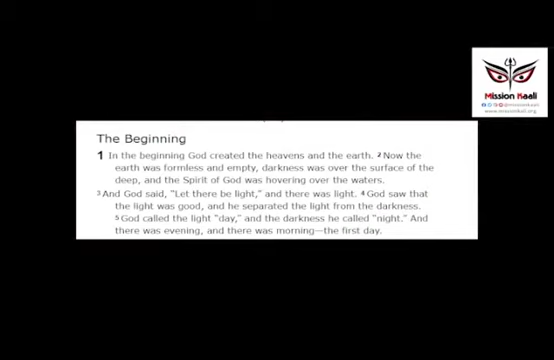 Mission Kaali
@missionkaali
www.missionkaali.org
The Beginning
1 In the beginning God created the heavens and the earth. 2 Now the
earth was formless and empty, darkness was over the surface of the
deep, and the Spirit of God was hovering over the waters.
3 And God said, “Let there be light,” and there was light. 4 God saw that
the light was good, and he separated the light from the darkness.
5 God called the light “day,” and the darkness he called “night.” And
there was evening, and there was morning—the first day.